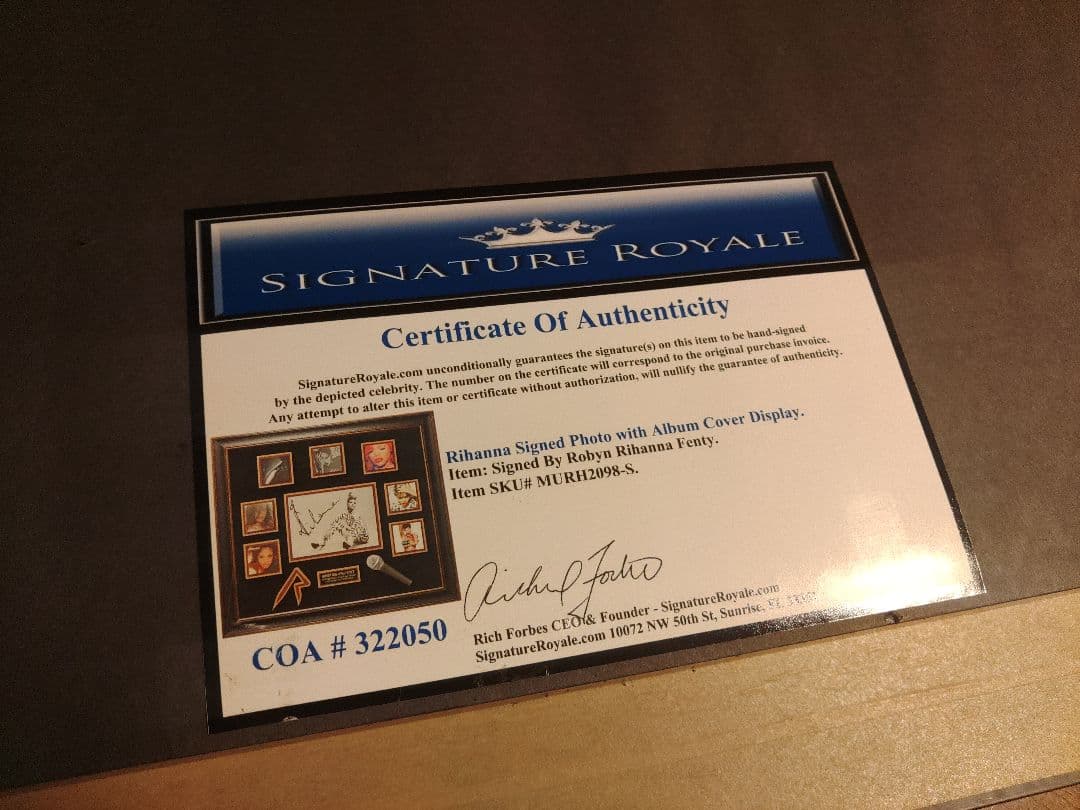 SIGNATURE ROYALE
Certificate Of Authenticity
SignatureRoyale.com unconditionally guarantees the signature(s) on this item to be hand-signed
by the depicted celebrity. The number on the certificate will correspond to the original purchase invoice.
Any attempt to alter this item or certificate without authorization, will nullify the guarantee of authenticity.
Rihanna Signed Photo with Album Cover Display.
Item: Signed By Robyn Rihanna Fenty.
Item SKU# MURH2098-S.
Richard Forbes
Rich Forbes CEO & Founder - SignatureRoyale.com
SignatureRoyale.com 10072 NW 50th St, Sunrise, FL
COA # 322050